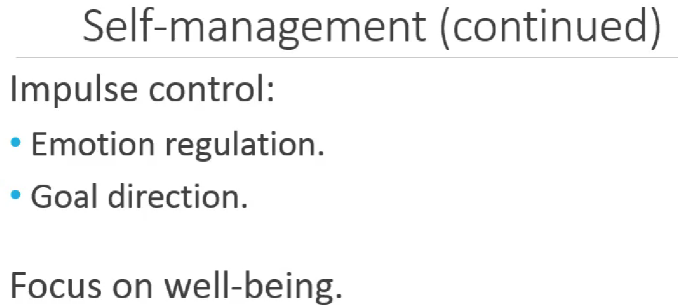 Self-management (continued)
Impulse control:
• Emotion regulation.
• Goal direction.
Focus on well-being.